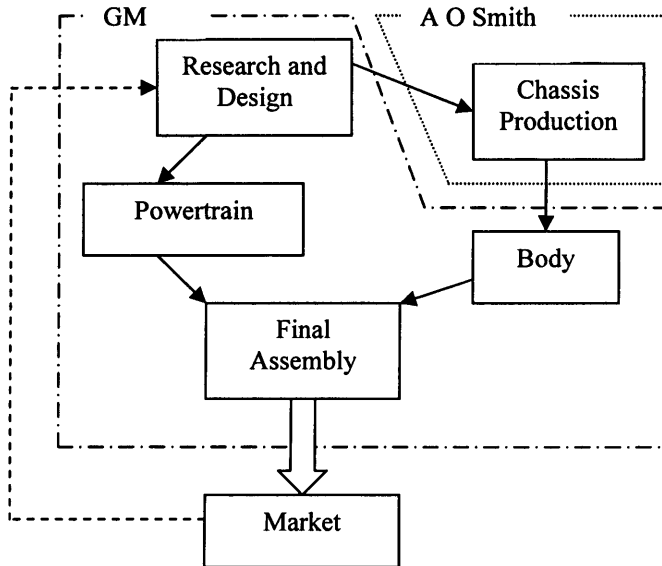 GM
A O Smith
Research and
Design
Chassis
Production
Powertrain
Body
Final
Assembly
Market